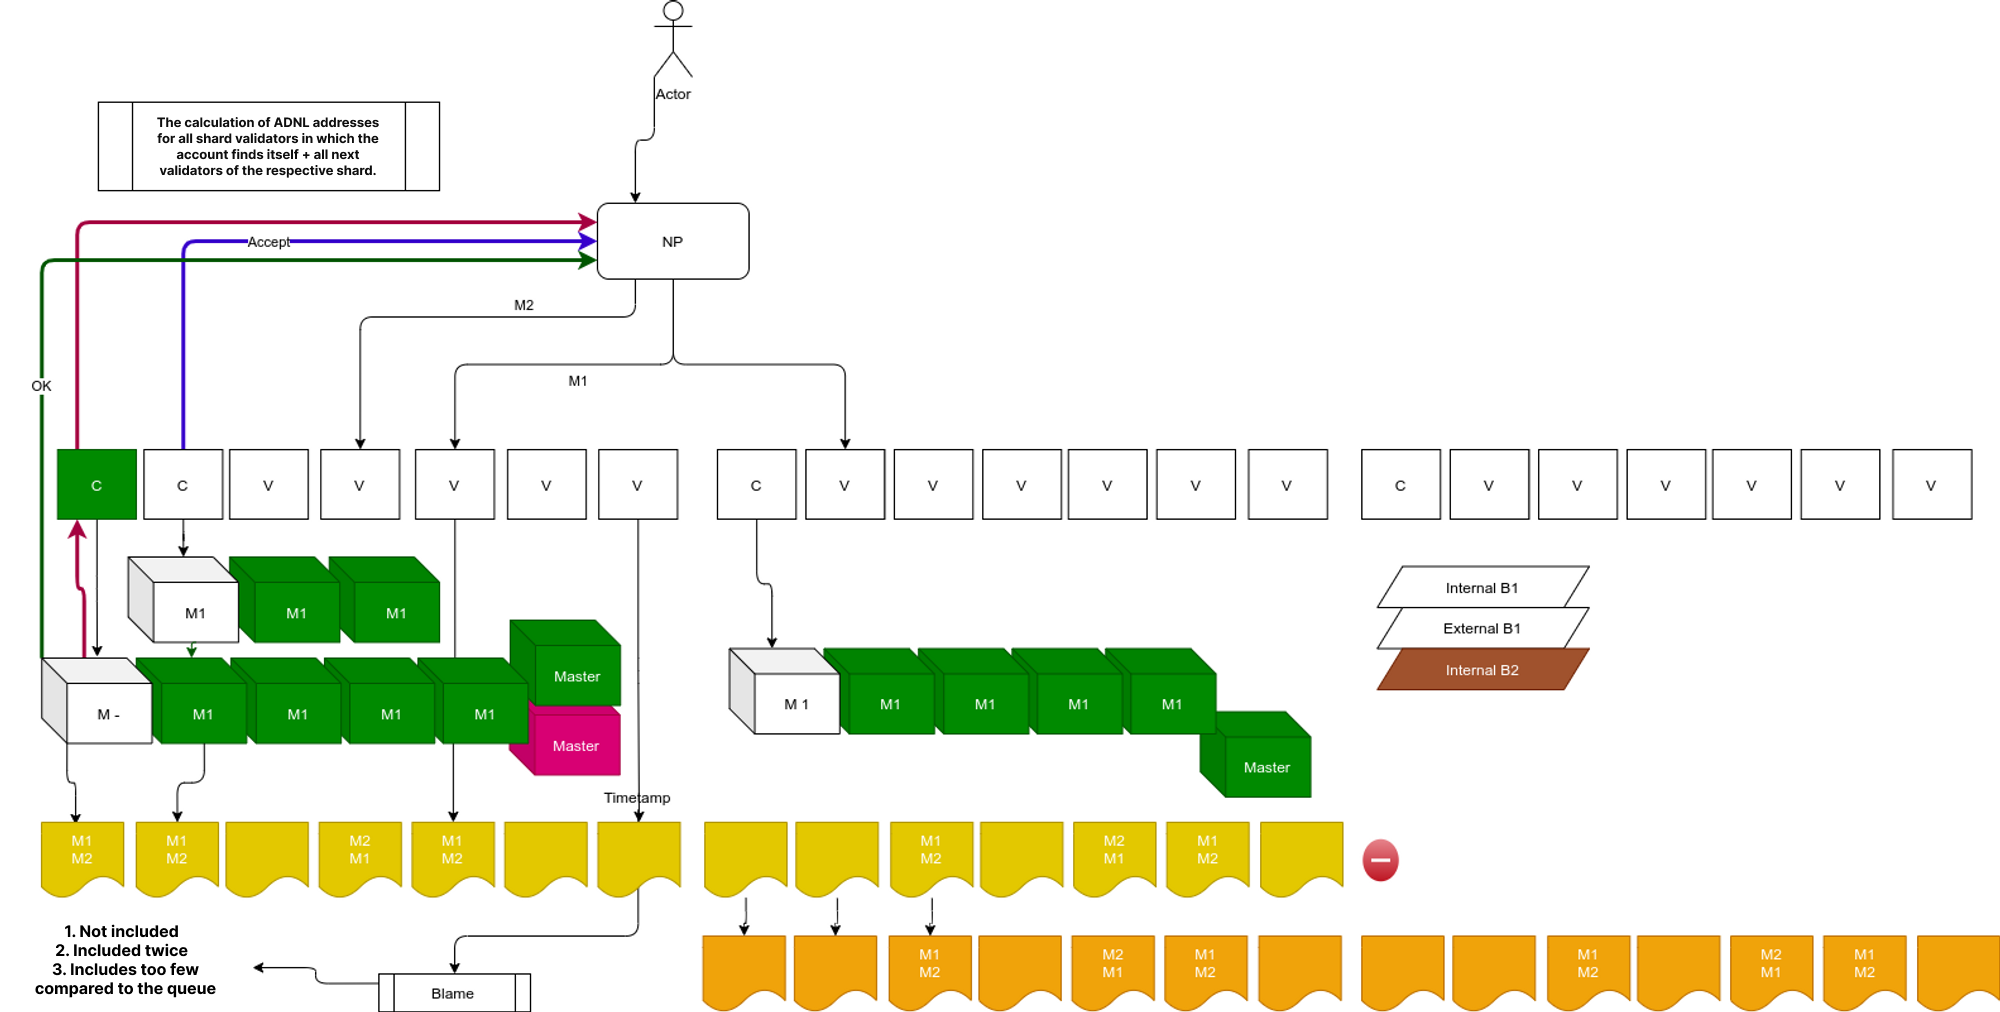 Actor
The calculation of ADNL addresses
for all shard validators in which the
account finds itself + all next
validators of the respective shard.
NP
Accept
M2
M1
OK
C
C
V
V
V
V
V
C
V
V
V
V
V
V
C
V
V
V
V
V
V
M1
M1
M1
Internal B1
External B1
Internal B2
Master
M -
M1
M1
M1
M1
Master
M 1
M1
M1
M1
M1
Master
Timetamp
M1
M2
M1
M2
M2
M1
M1
M2
M1
M2
M2
M1
M1
M2
1. Not included
2. Included twice
3. Includes too few
compared to the queue
Blame
M1
M2
M2
M1
M1
M2
M1
M2
M2
M1
M1
M2